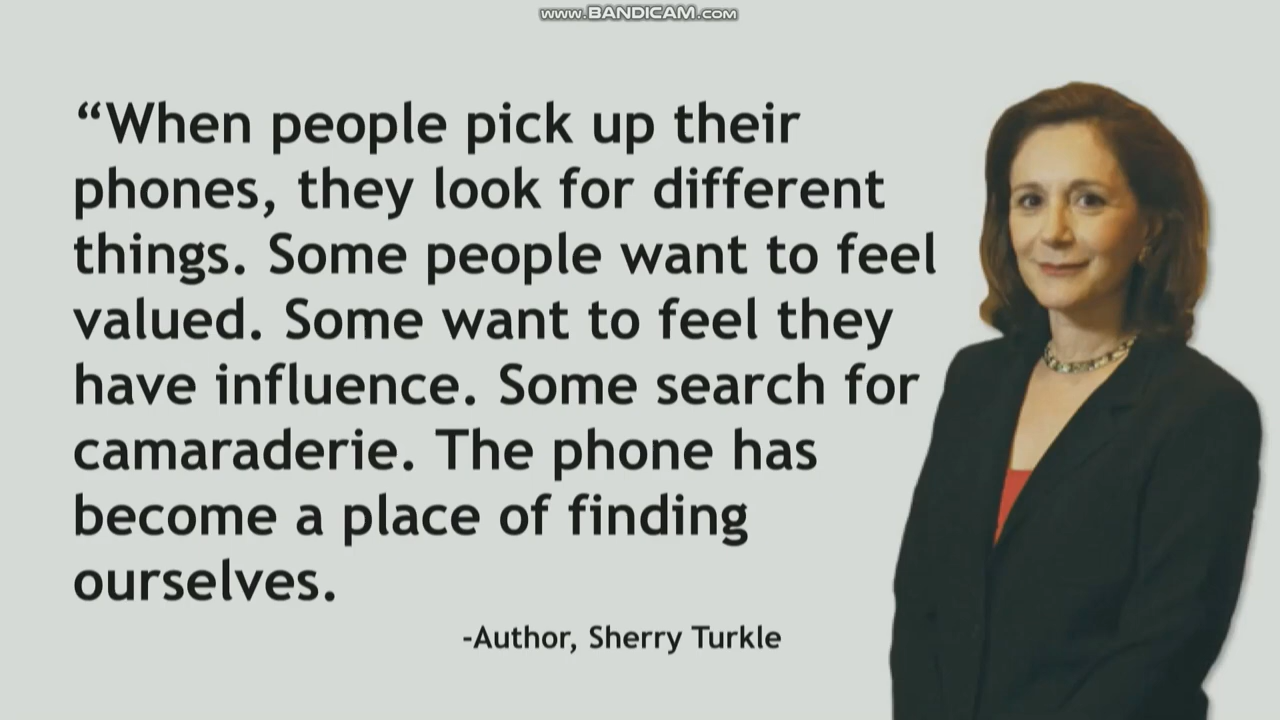 www.BANDICAM.com
“When people pick up their
phones, they look for different
things. Some people want to feel
valued. Some want to feel they
have influence. Some search for
camaraderie. The phone has
become a place of finding
ourselves.
-Author, Sherry Turkle